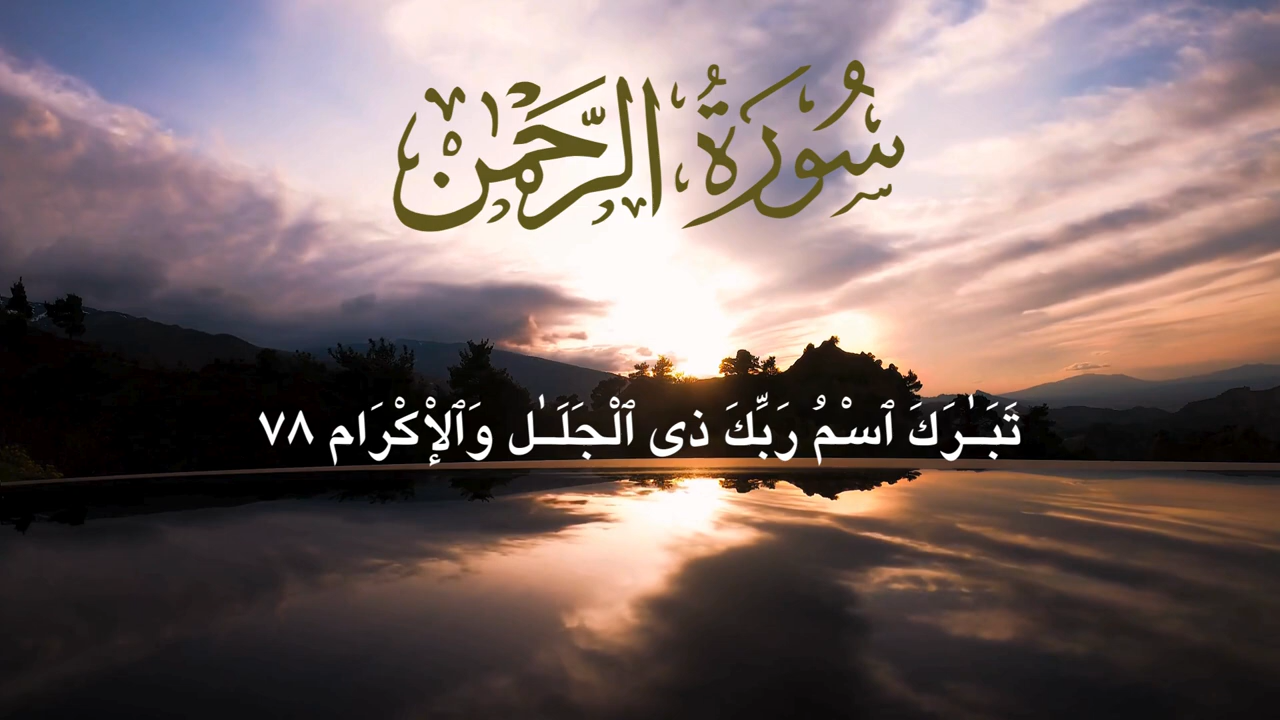 سُورَةُ الرَّحْمَٰن
تَبَـٰرَكَ ٱسْمُ رَبِّكَ ذِى ٱلْجَلَـٰلِ وَٱلْإِكْرَام ٧٨